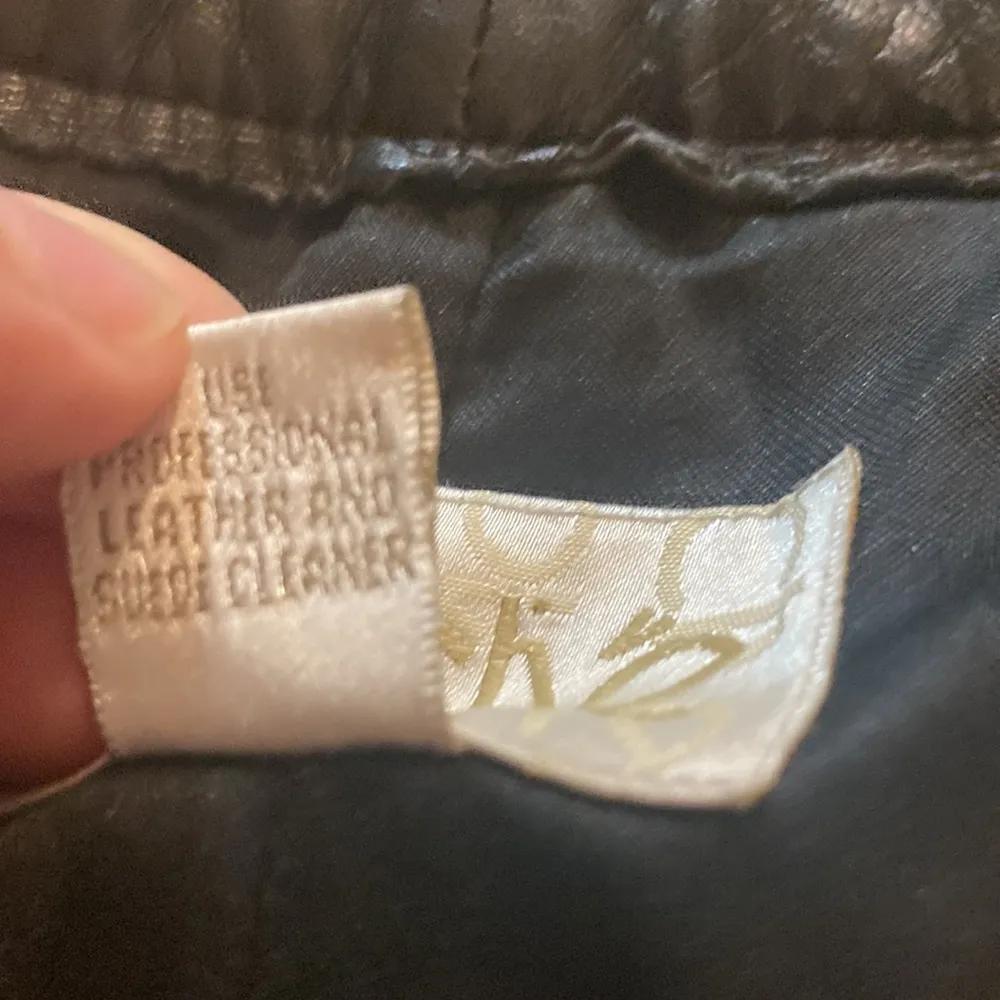 USE
PROFESSIONAL
LEATHER AND
SUEDE CLEANER